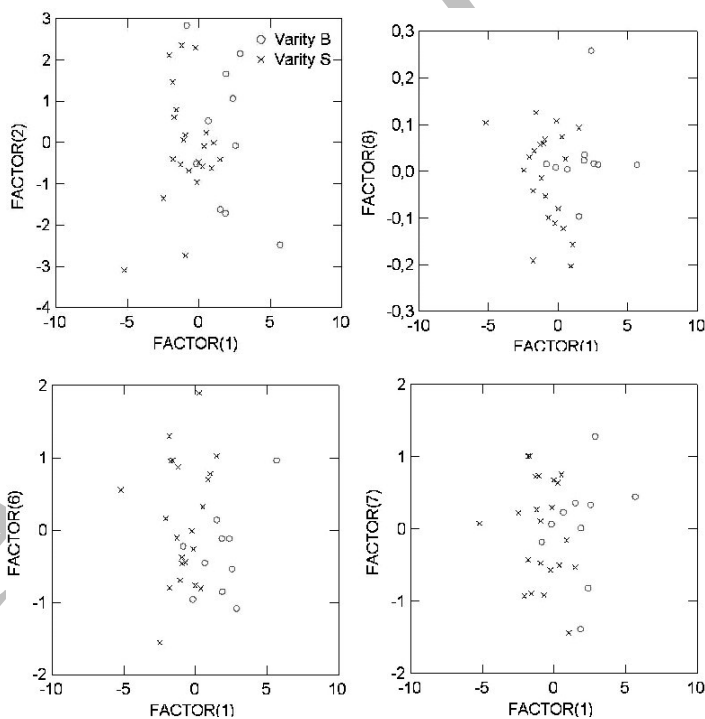 3
2
1
0
-1
-2
-3
-4
FACTOR(2)
○ Varity B
× Varity S
-10 -5 0 5 10
FACTOR(1)
0,3
0,2
0,1
0,0
-0,1
-0,2
-0,3
FACTOR(8)
-10 -5 0 5 10
FACTOR(1)
2
1
0
-1
-2
FACTOR(6)
-10 -5 0 5 10
FACTOR(1)
2
1
0
-1
-2
FACTOR(7)
-10 -5 0 5 10
FACTOR(1)